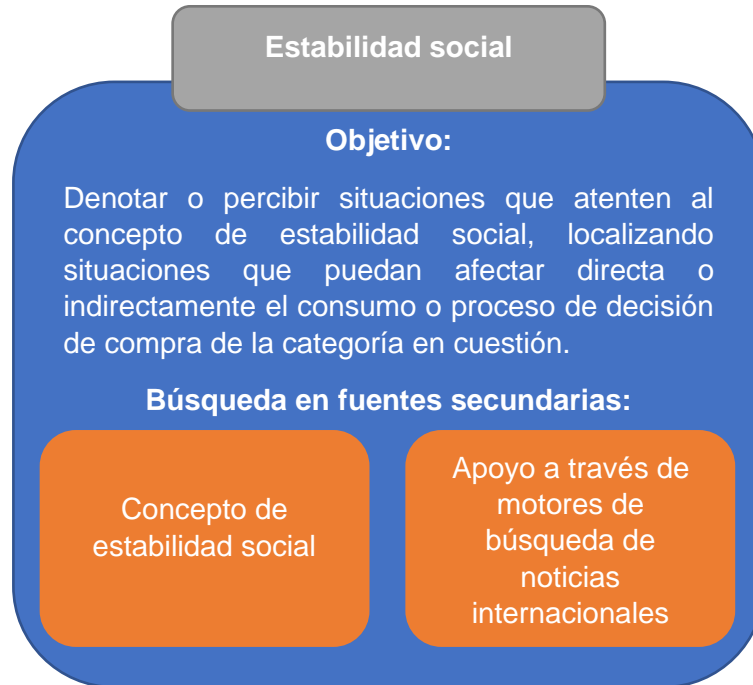 Estabilidad social
Objetivo:
Denotar o percibir situaciones que atenten al
concepto de estabilidad social, localizando
situaciones que puedan afectar directa o
indirectamente el consumo o proceso de decisión
de compra de la categoría en cuestión.
Búsqueda en fuentes secundarias:
Concepto de
estabilidad social
Apoyo a través de
motores de
búsqueda de
noticias
internacionales